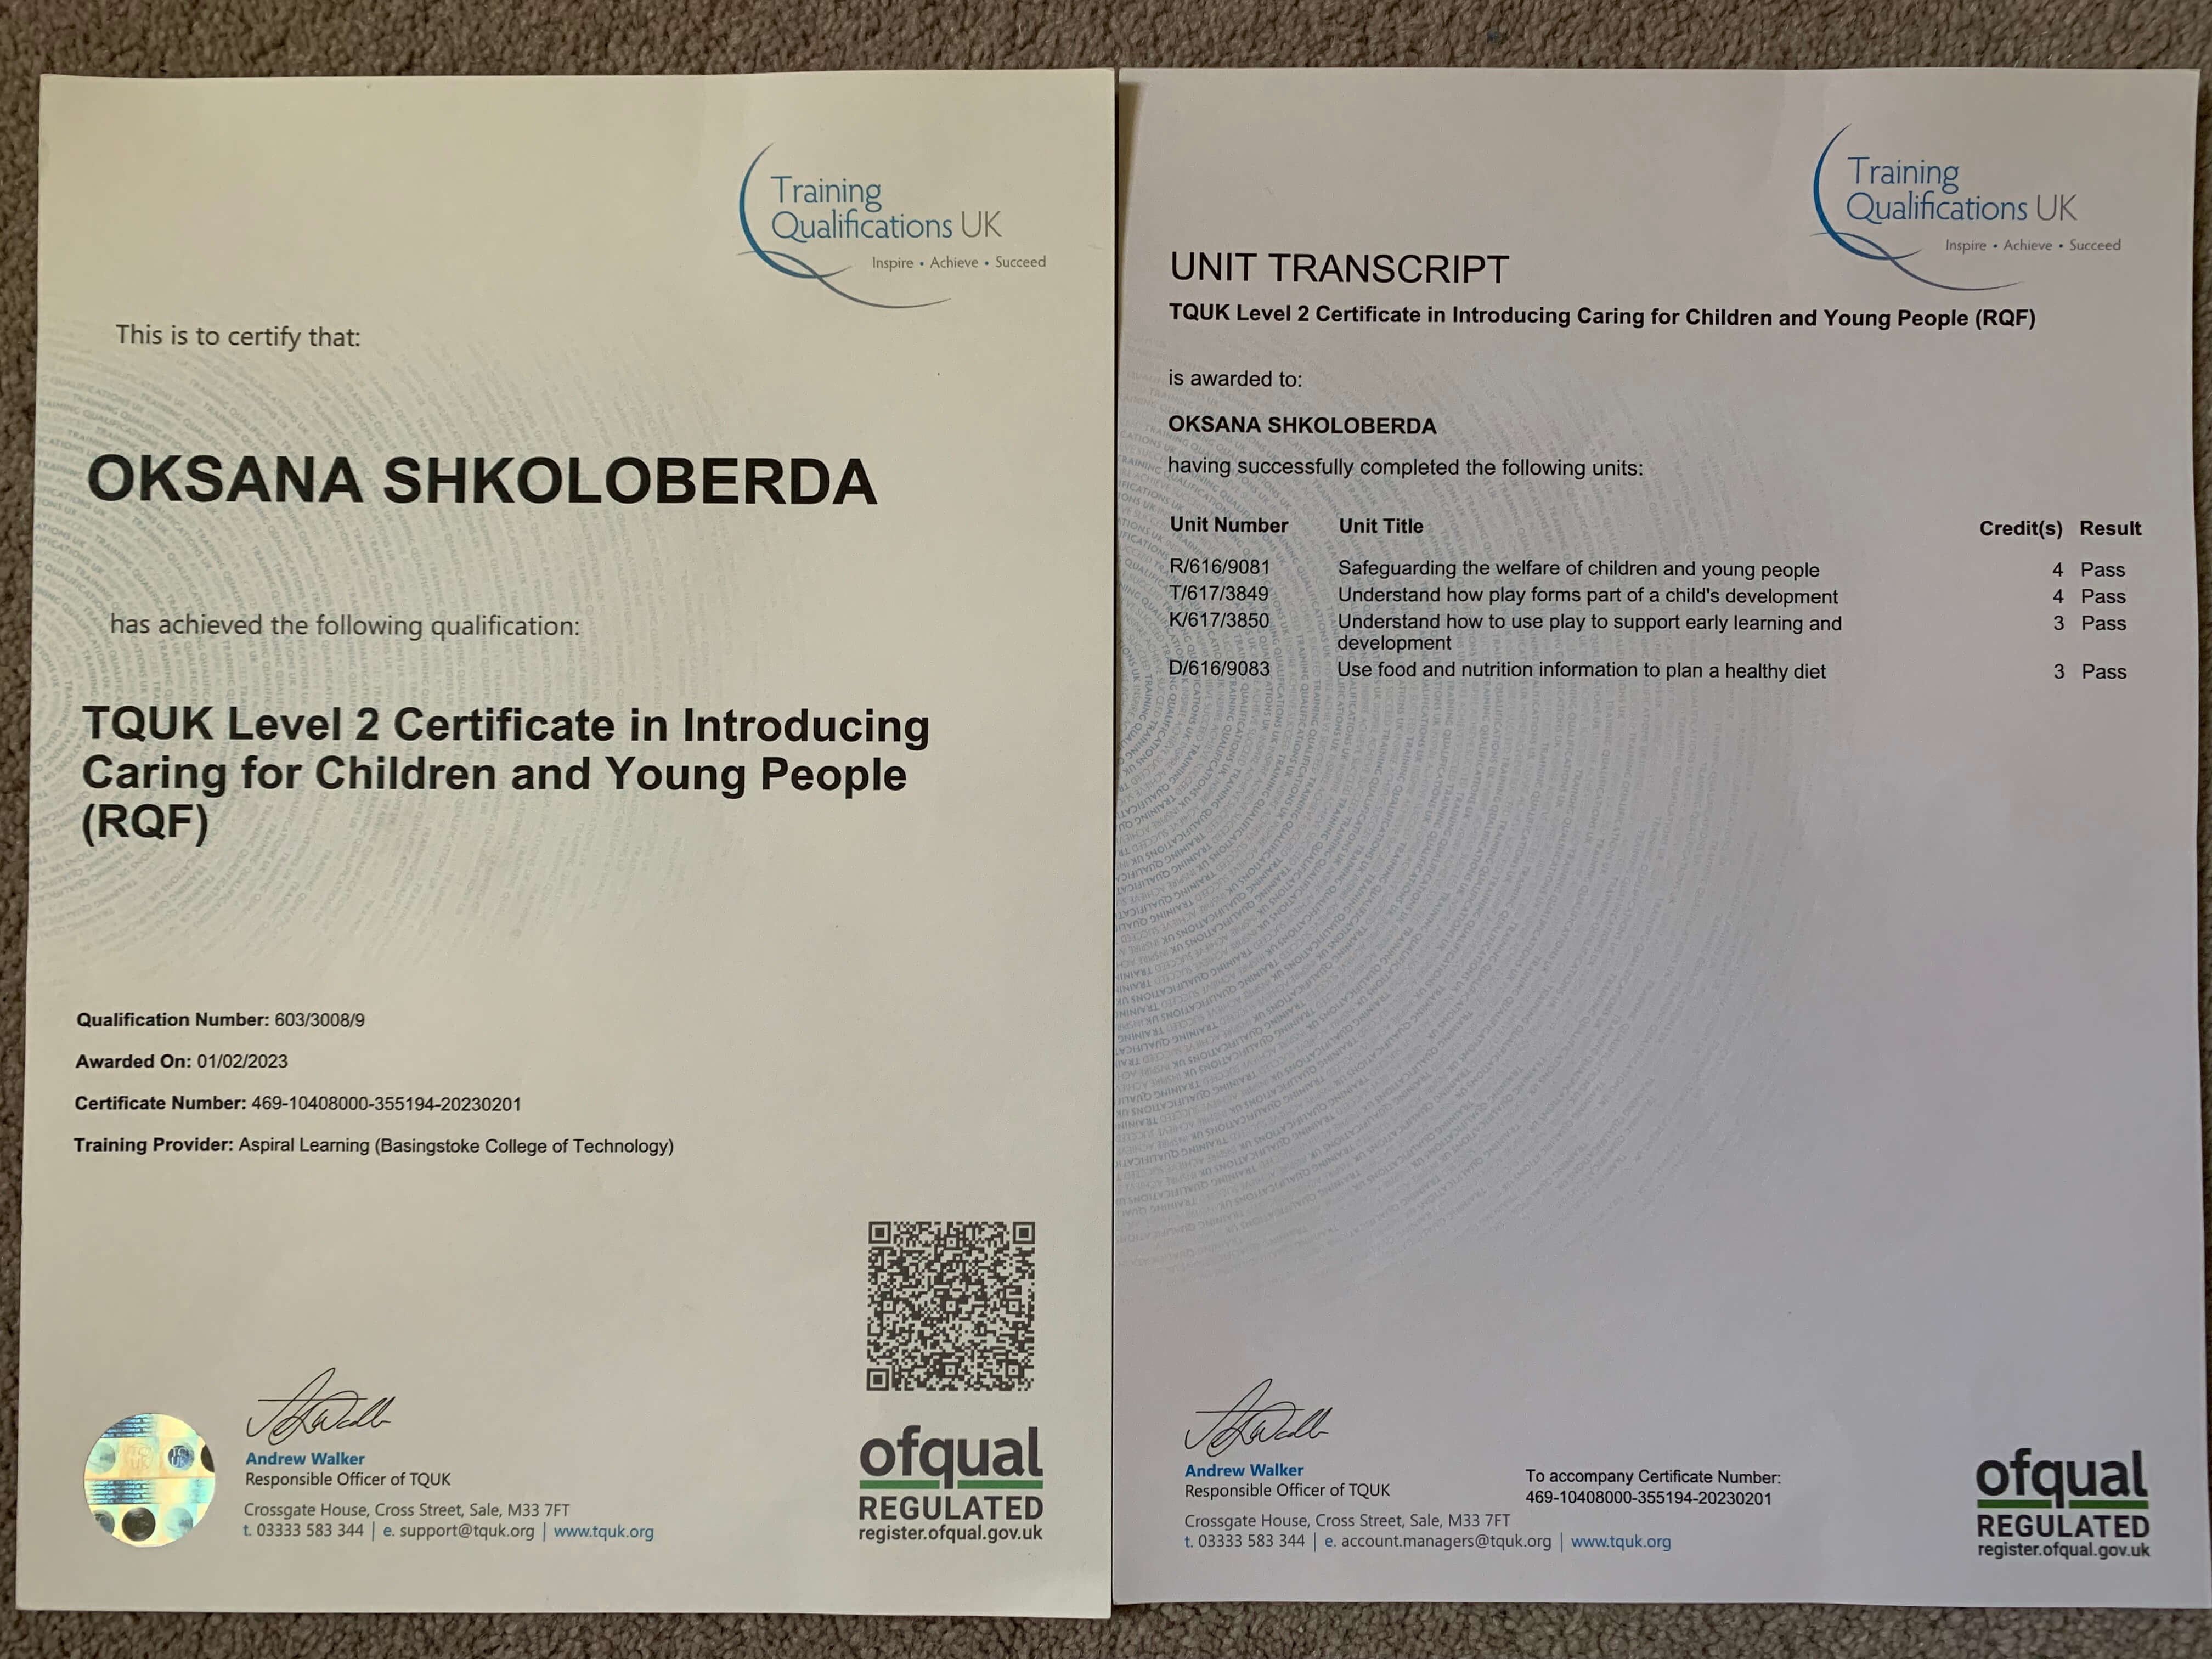 Training
Qualifications UK
Inspire • Achieve • Succeed
This is to certify that:
OKSANA SHKOLOBERDA
has achieved the following qualification:
TQUK Level 2 Certificate in Introducing
Caring for Children and Young People
(RQF)
Qualification Number: 603/3008/9
Awarded On: 01/02/2023
Certificate Number: 469-10408000-355194-20230201
Training Provider: Aspiral Learning (Basingstoke College of Technology)
Andrew Walker
Responsible Officer of TQUK
Crossgate House, Cross Street, Sale, M33 7FT
t. 03333 583 344 | e. support@tquk.org | www.tquk.org
ofqual
REGULATED
register.ofqual.gov.uk
Training
Qualifications UK
Inspire • Achieve • Succeed
UNIT TRANSCRIPT
TQUK Level 2 Certificate in Introducing Caring for Children and Young People (RQF)
is awarded to:
OKSANA SHKOLOBERDA
having successfully completed the following units:
Unit Number Unit Title Credit(s) Result
R/616/9081 Safeguarding the welfare of children and young people 4 Pass
T/617/3849 Understand how play forms part of a child's development 4 Pass
K/617/3850 Understand how to use play to support early learning and 3 Pass
development
D/616/9083 Use food and nutrition information to plan a healthy diet 3 Pass
Andrew Walker
Responsible Officer of TQUK
To accompany Certificate Number:
469-10408000-355194-20230201
Crossgate House, Cross Street, Sale, M33 7FT
t. 03333 583 344 | e. account.managers@tquk.org | www.tquk.org
ofqual
REGULATED
register.ofqual.gov.uk